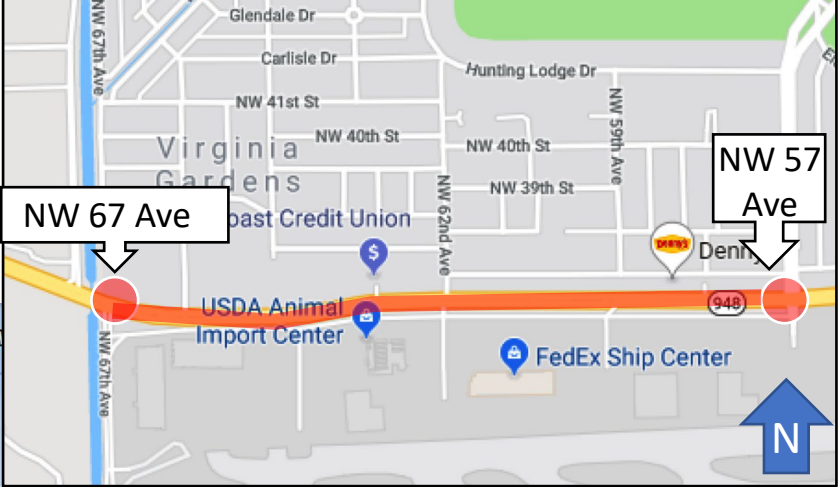 NW 67th Ave
Glendale Dr
Carlisle Dr
Hunting Lodge Dr
NW 41st St
NW 59th Ave
Virginia
Gardens
NW 40th St
NW 40th St
NW 57
Ave
NW 39th St
NW 62nd Ave
NW 67 Ave
oast Credit Union
$
Denny's
Denny
948
USDA Animal
Import Center
NW 67th Ave
FedEx Ship Center
N